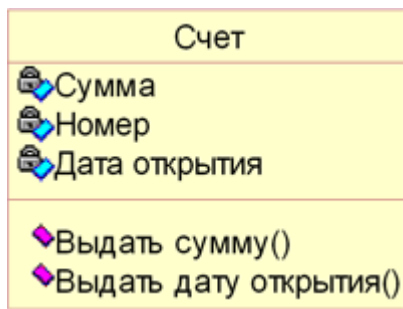 Счет
Сумма
Номер
Дата открытия
Выдать сумму()
Выдать дату открытия()